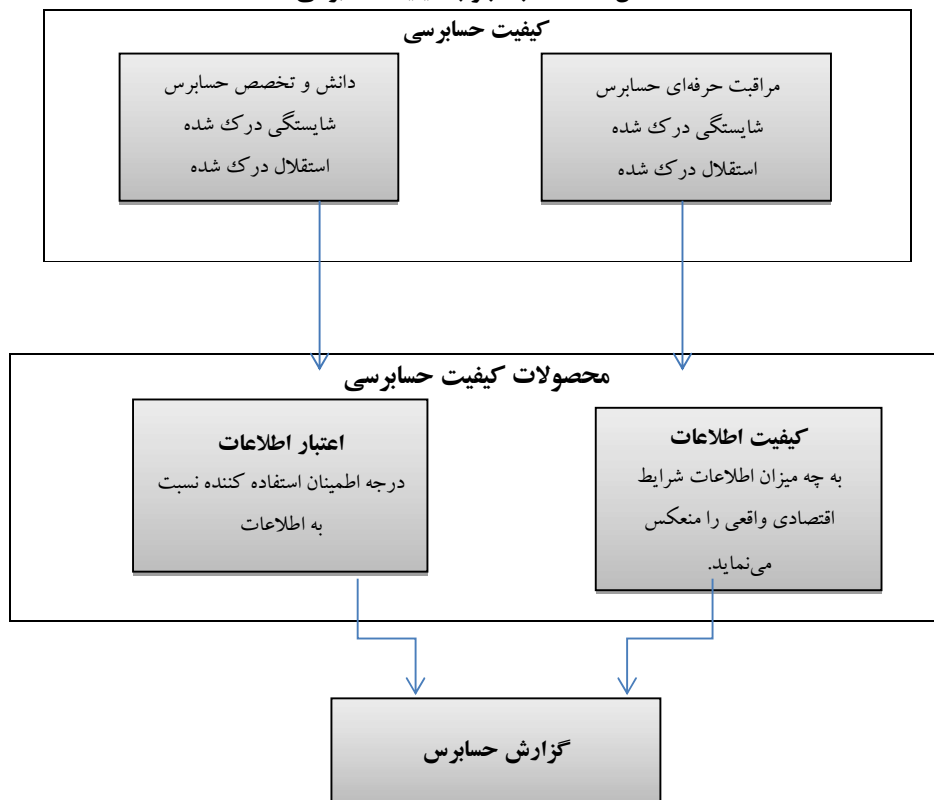 کیفیت حسابرسی
مراقبت حرفه‌ای حسابرس
شایستگی درک شده
استقلال درک شده
دانش و تخصص حسابرس
شایستگی درک شده
استقلال درک شده
محصولات کیفیت حسابرسی
کیفیت اطلاعات
به چه میزان اطلاعات شرایط
اقتصادی واقعی را منعکس
می‌نماید.
اعتبار اطلاعات
درجه اطمینان استفاده کننده نسبت
به اطلاعات
گزارش حسابرس